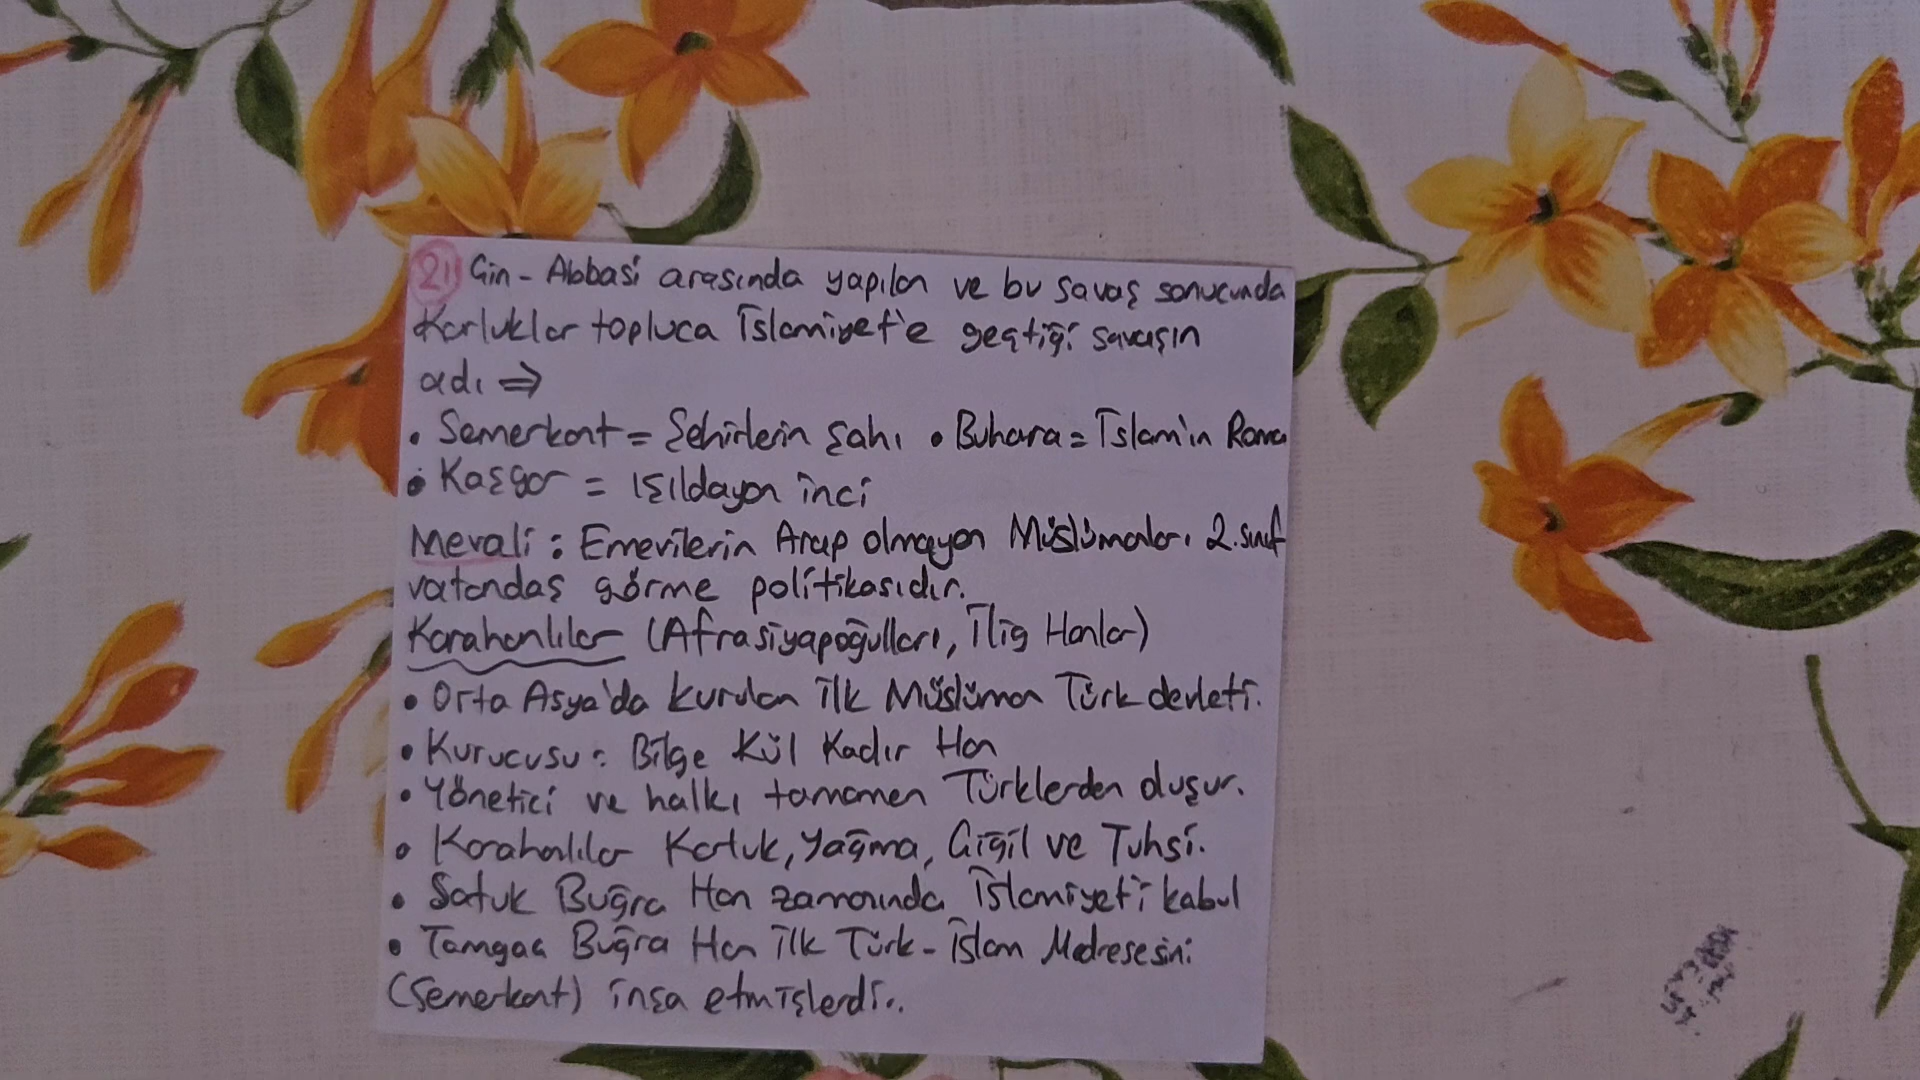 21 Çin - Abbasi arasında yapılan ve bu savaş sonucunda
Karluklar topluca İslamiyet'e geçtiği savaşın
adı ⇒
• Semerkant = Şehirlerin şahı • Buhara = İslam'ın Roma
• Kaşgar = Işıldayan inci
Mevali : Emevilerin Arap olmayan Müslümanları 2. sınıf
vatandaş görme politikasıdır.
Karahanlılar (Afrasiyapoğulları, İlig Hanlar)
• Orta Asya'da kurulan ilk Müslüman Türk devleti.
• Kurucusu : Bilge Kül Kadır Han
• Yönetici ve halkı tamamen Türklerden oluşur.
• Karahanlılar Karluk, Yağma, Çiğil ve Tuhsi.
• Satuk Buğra Han zamanında İslamiyet'i kabul
• Tamgaç Buğra Han ilk Türk - İslam Medresesini
(Semerkant) inşa etmişlerdir.